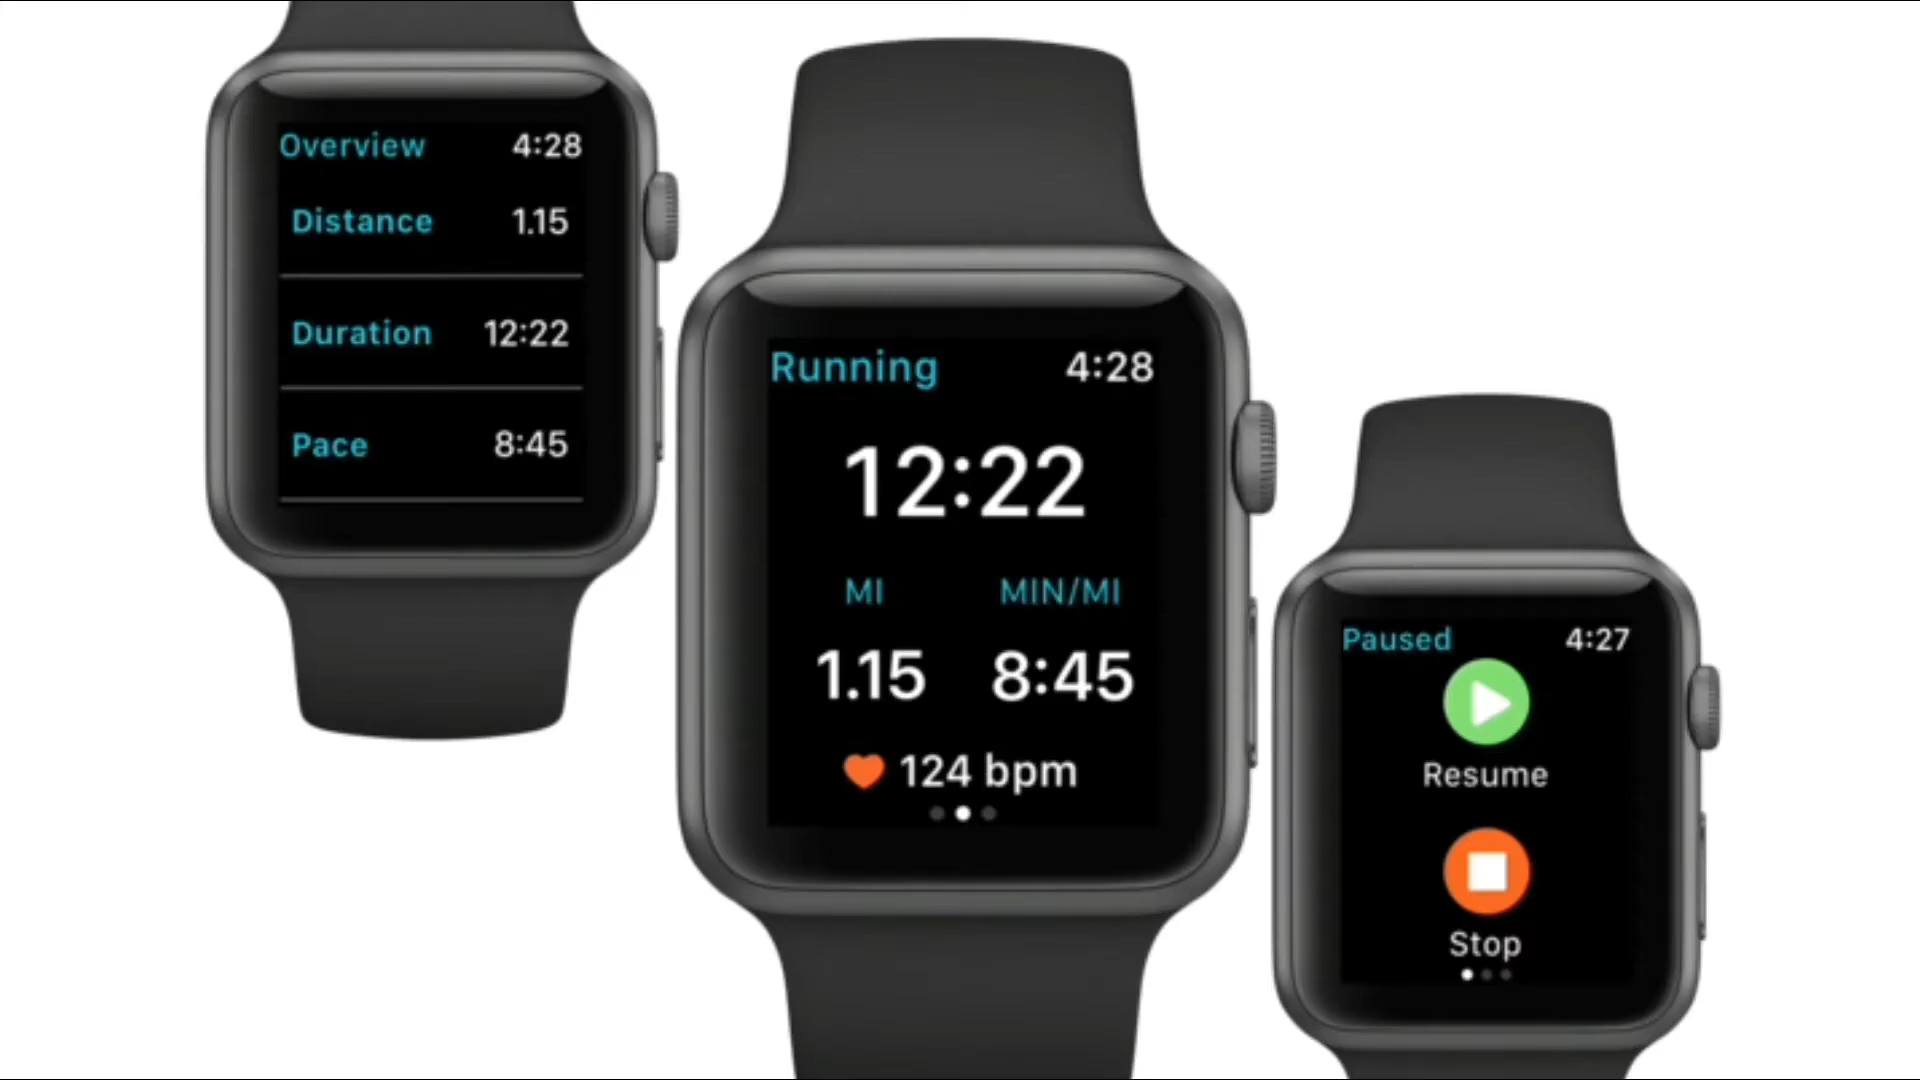 Overview 4:28
Distance 1.15
Duration 12:22
Pace 8:45
Running 4:28
12:22
MI MIN/MI
1.15 8:45
124 bpm
Paused 4:27
Resume
Stop